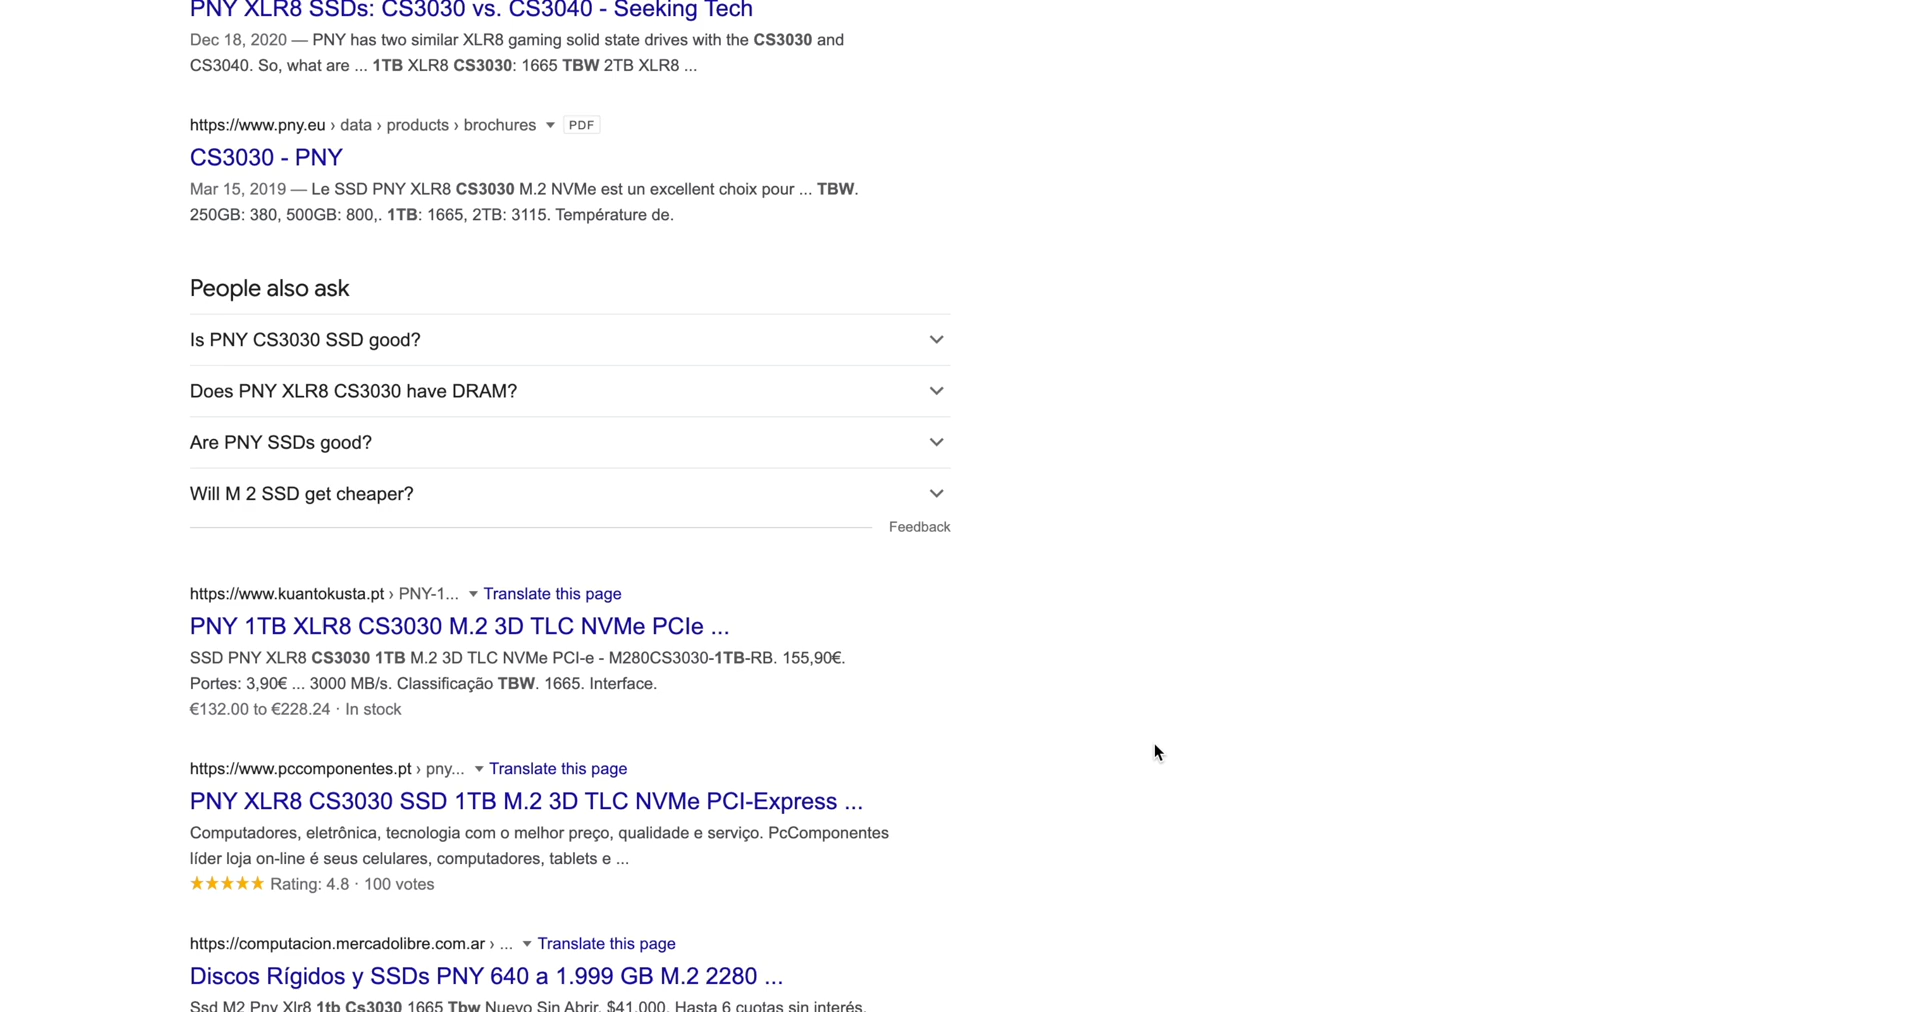 PNY XLR8 SSDs: CS3030 vs. CS3040 - Seeking Tech
Dec 18, 2020 — PNY has two similar XLR8 gaming solid state drives with the CS3030 and
CS3040. So, what are ... 1TB XLR8 CS3030: 1665 TBW 2TB XLR8 ...
https://www.pny.eu › data › products › brochures PDF
CS3030 - PNY
Mar 15, 2019 — Le SSD PNY XLR8 CS3030 M.2 NVMe est un excellent choix pour ... TBW.
250GB: 380, 500GB: 800,. 1TB: 1665, 2TB: 3115. Température de.
People also ask
Is PNY CS3030 SSD good?
Does PNY XLR8 CS3030 have DRAM?
Are PNY SSDs good?
Will M 2 SSD get cheaper?
Feedback
https://www.kuantokusta.pt › PNY-1... Translate this page
PNY 1TB XLR8 CS3030 M.2 3D TLC NVMe PCIe ...
SSD PNY XLR8 CS3030 1TB M.2 3D TLC NVMe PCI-e - M280CS3030-1TB-RB. 155,90€.
Portes: 3,90€ ... 3000 MB/s. Classificação TBW. 1665. Interface.
€132.00 to €228.24 · In stock
https://www.pccomponentes.pt › pny... Translate this page
PNY XLR8 CS3030 SSD 1TB M.2 3D TLC NVMe PCI-Express ...
Computadores, eletrônica, tecnologia com o melhor preço, qualidade e serviço. PcComponentes
líder loja on-line é seus celulares, computadores, tablets e ...
Rating: 4.8 · 100 votes
https://computacion.mercadolibre.com.ar › ... Translate this page
Discos Rígidos y SSDs PNY 640 a 1.999 GB M.2 2280 ...
Ssd M2 Pny Xlr8 1tb Cs3030 1665 Tbw Nuevo Sin Abrir. $41.000. Hasta 6 cuotas sin interés.